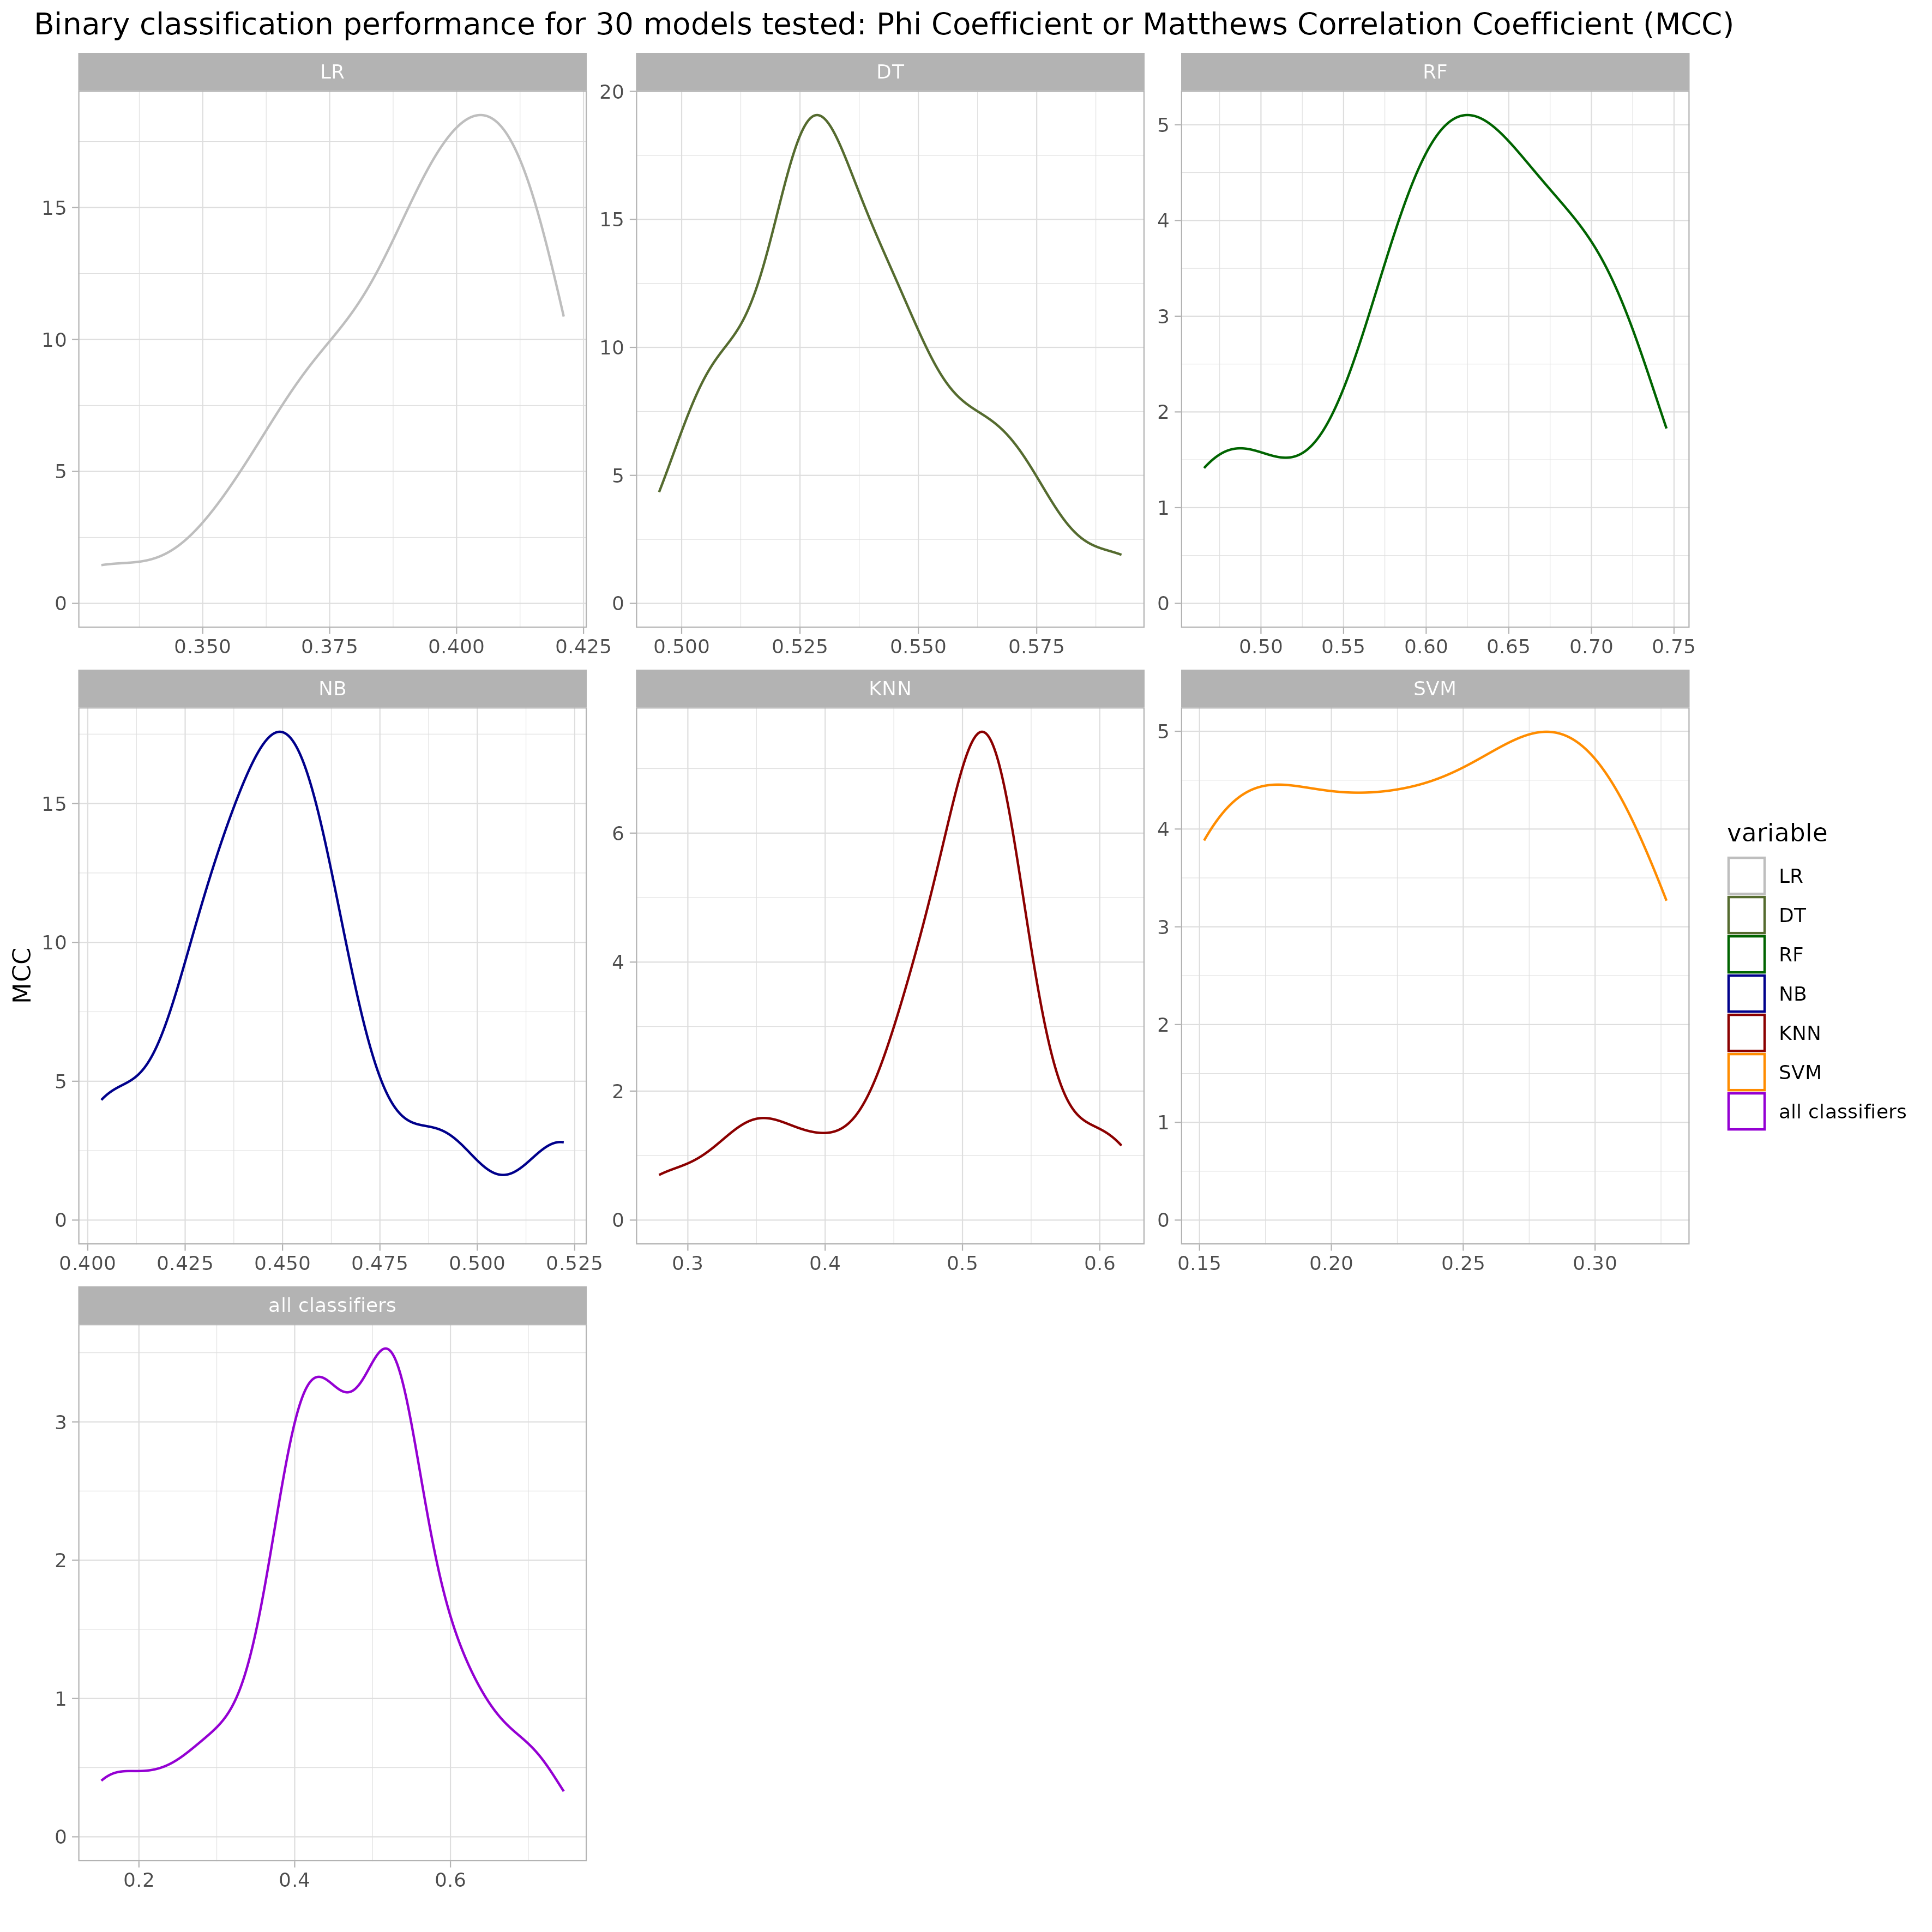 Binary classification performance for 30 models tested: Phi Coefficient or Matthews Correlation Coefficient (MCC)
LR
15
10
5
0
0.350 0.375 0.400 0.425
DT
20
15
10
5
0
0.500 0.525 0.550 0.575
RF
5
4
3
2
1
0
0.50 0.55 0.60 0.65 0.70 0.75
MCC
NB
15
10
5
0
0.400 0.425 0.450 0.475 0.500 0.525
KNN
6
4
2
0
0.3 0.4 0.5 0.6
SVM
5
4
3
2
1
0
0.15 0.20 0.25 0.30
all classifiers
3
2
1
0
0.2 0.4 0.6
variable
LR
DT
RF
NB
KNN
SVM
all classifiers